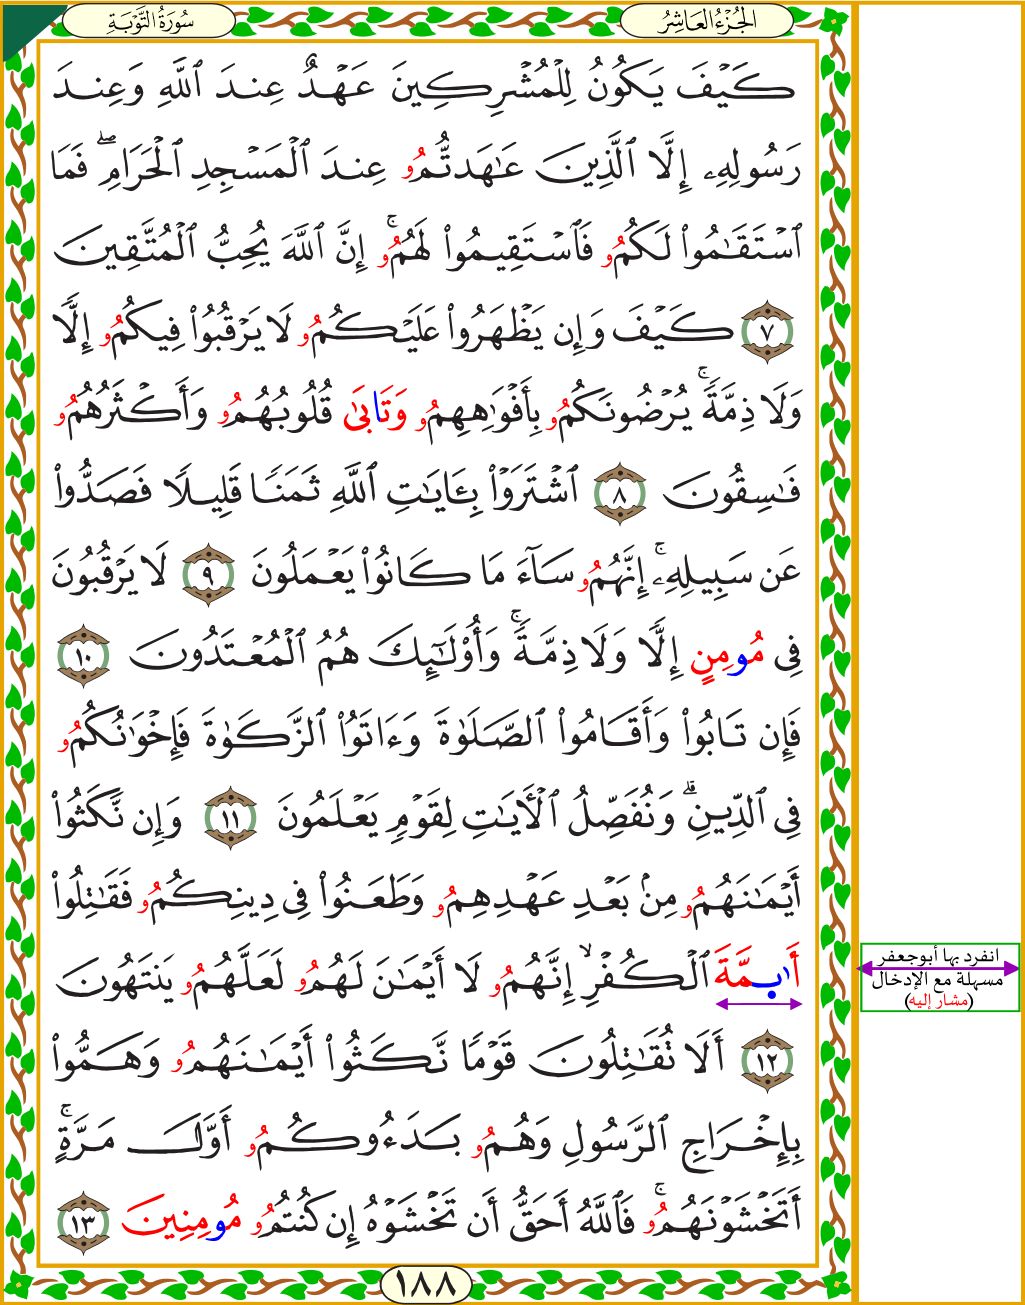 الجُزْءُ العَاشِرُ
سُورَةُ التَّوْبَةِ
كَيْفَ يَكُونُ لِلْمُشْرِكِينَ عَهْدٌ عِندَ ٱللَّهِ وَعِندَ
رَسُولِهِۦ إِلَّا ٱلَّذِينَ عَٰهَدتُّمُۥ عِندَ ٱلْمَسْجِدِ ٱلْحَرَامِۖ فَمَا
ٱسْتَقَٰمُواْ لَكُمُۥ فَٱسْتَقِيمُواْ لَهُمُۥۚ إِنَّ ٱللَّهَ يُحِبُّ ٱلْمُتَّقِينَ
٧ كَيْفَ وَإِن يَظْهَرُواْ عَلَيْكُمُۥ لَا يَرْقُبُواْ فِيكُمُۥ إِلّٗا
وَلَا ذِمَّةٗۚ يُرْضُونَكُمُۥ بِأَفْوَٰهِهِمُۥ وَتَابَىٰ قُلُوبُهُمُۥ وَأَكْثَرُهُمُۥ
فَٰسِقُونَ ٨ ٱشْتَرَوْاْ بِـَٔايَٰتِ ٱللَّهِ ثَمَنٗا قَلِيلٗا فَصَدُّواْ
عَن سَبِيلِهِۦٓۚ إِنَّهُمُۥ سَآءَ مَا كَانُواْ يَعْمَلُونَ ٩ لَا يَرْقُبُونَ
فِي مُومِنٍ إِلّٗا وَلَا ذِمَّةٗۚ وَأُوْلَٰٓئِكَ هُمُ ٱلْمُعْتَدُونَ ١٠
فَإِن تَابُواْ وَأَقَامُواْ ٱلصَّلَوٰةَ وَءَاتَوُاْ ٱلزَّكَوٰةَ فَإِخْوَٰنُكُمُۥ
فِي ٱلدِّينِۗ وَنُفَصِّلُ ٱلْأٓيَٰتِ لِقَوْمٖ يَعْلَمُونَ ١١ وَإِن نَّكَثُواْ
أَيْمَٰنَهُمُۥ مِنۢ بَعْدِ عَهْدِهِمُۥ وَطَعَنُواْ فِي دِينِكُمُۥ فَقَٰتِلُواْ
أَٰىِٕمَّةَ ٱلْكُفْرِۙ إِنَّهُمُۥ لَا أَيْمَٰنَ لَهُمُۥ لَعَلَّهُمُۥ يَنتَهُونَ
١٢ أَلَا تُقَٰتِلُونَ قَوْمٗا نَّكَثُواْ أَيْمَٰنَهُمُۥ وَهَمُّواْ
بِإِخْرَاجِ ٱلرَّسُولِ وَهُمُۥ بَدَءُوكُمُۥ أَوَّلَ مَرَّةٍۚ
أَتَخْشَوْنَهُمُۥۚ فَٱللَّهُ أَحَقُّ أَن تَخْشَوْهُ إِن كُنتُمُۥ مُومِنِينَ ١٣
انفرد بها أبوجعفر
مسهلة مع الإدخال
(مشار إليه)
١٨٨